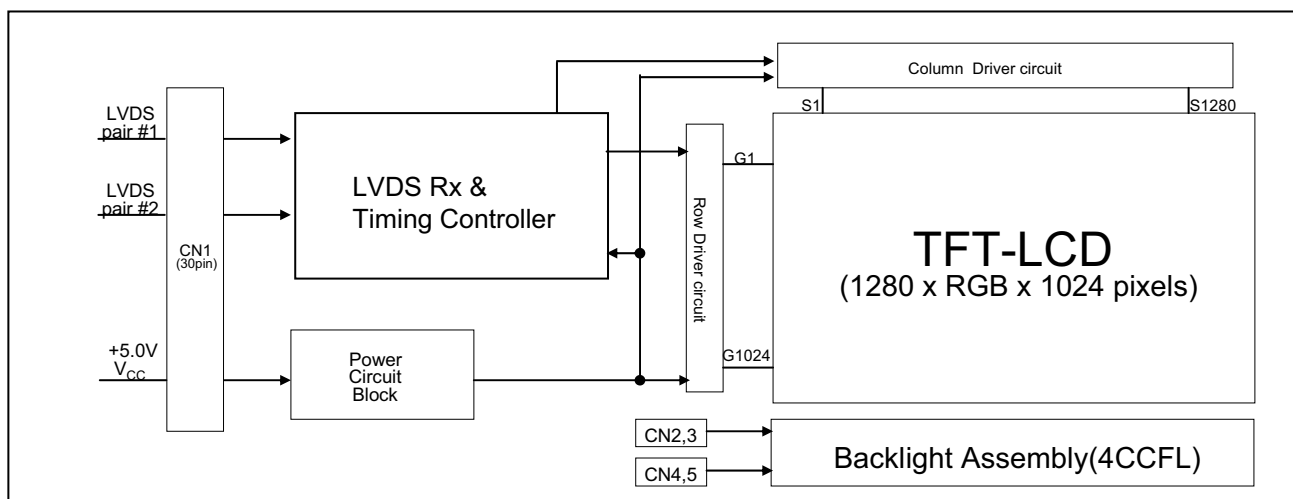 Column Driver circuit
S1
S1280
LVDS
pair #1
LVDS
pair #2
CN1
(30pin)
+5.0V
VCC
LVDS Rx &
Timing Controller
Power
Circuit
Block
Row Driver circuit
G1
G1024
TFT-LCD
(1280 x RGB x 1024 pixels)
CN2,3
CN4,5
Backlight Assembly(4CCFL)